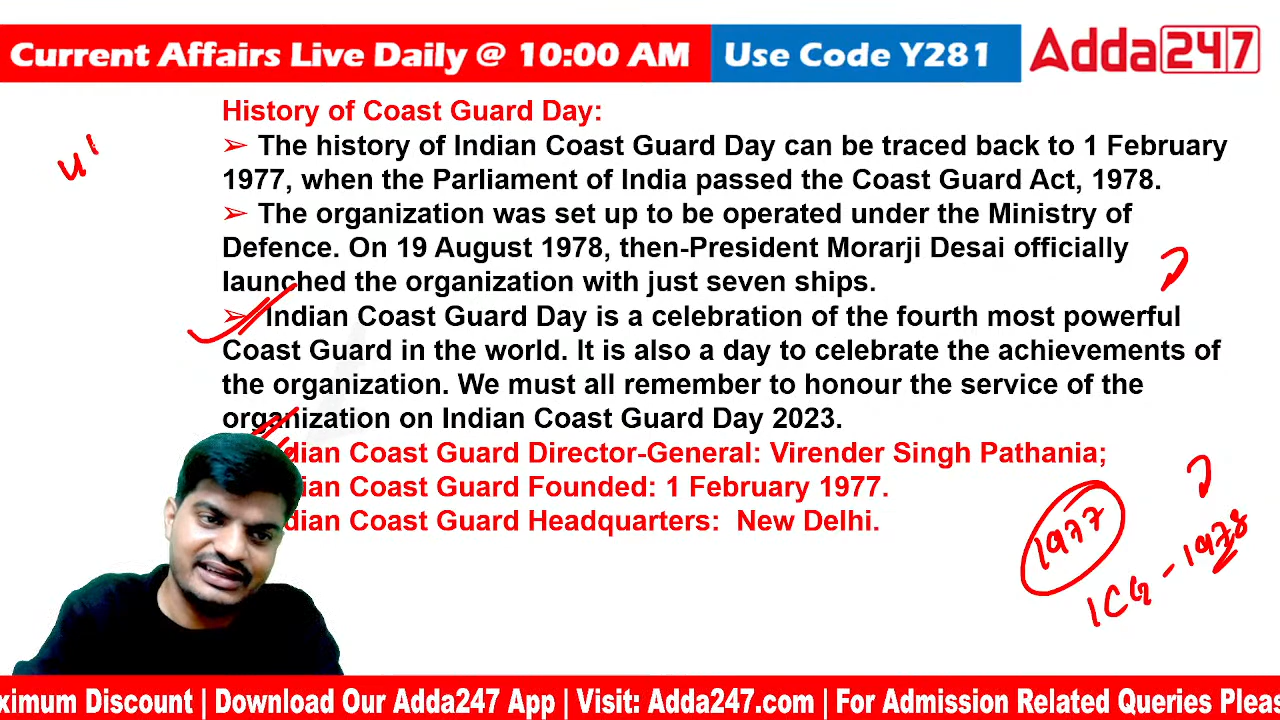 Current Affairs Live Daily @ 10:00 AM
Use Code Y281
Adda247
History of Coast Guard Day:
➢ The history of Indian Coast Guard Day can be traced back to 1 February
1977, when the Parliament of India passed the Coast Guard Act, 1978.
➢ The organization was set up to be operated under the Ministry of
Defence. On 19 August 1978, then-President Morarji Desai officially
launched the organization with just seven ships.
➢ Indian Coast Guard Day is a celebration of the fourth most powerful
Coast Guard in the world. It is also a day to celebrate the achievements of
the organization. We must all remember to honour the service of the
organization on Indian Coast Guard Day 2023.
Coast Guard Director-General: Virender Singh Pathania;
Coast Guard Founded: 1 February 1977.
Coast Guard Headquarters: New Delhi.
1977
ICG - 1978
Discount | Download Our Adda247 App | Visit: Adda247.com | For Admission Related Queries